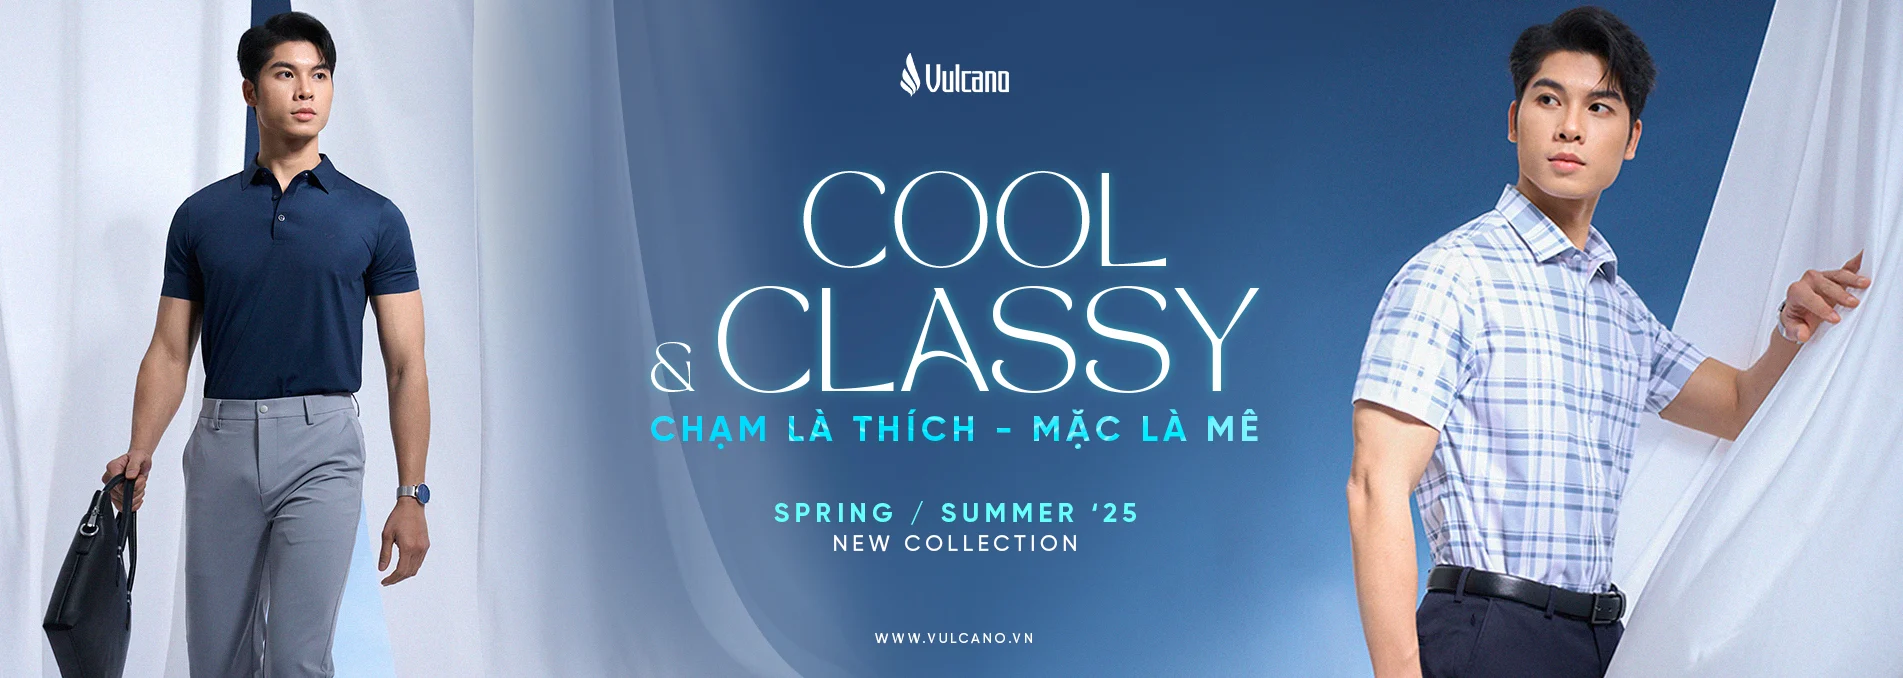 Vulcano
COOL
& CLASSY
CHẠM LÀ THÍCH - MẶC LÀ MÊ
SPRING / SUMMER ‘25
NEW COLLECTION
WWW.VULCANO.VN